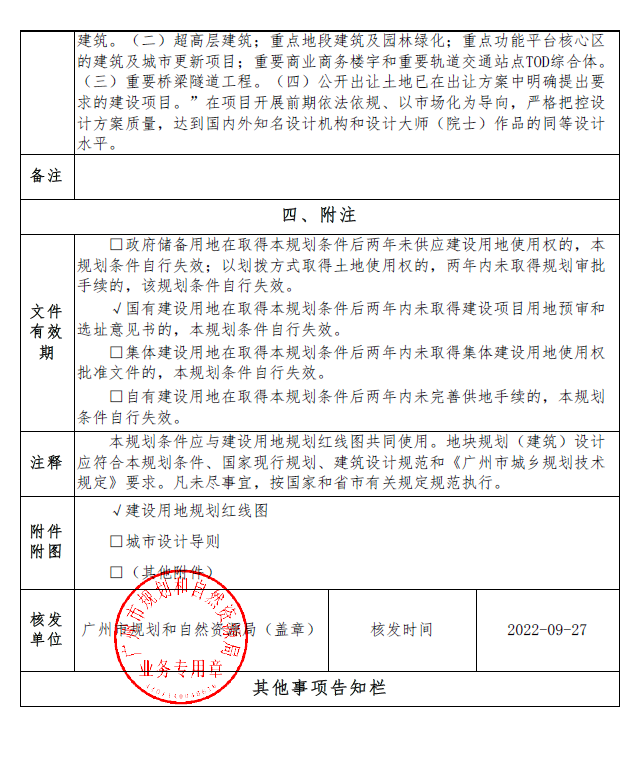 建筑。（二）超高层建筑；重点地段建筑及园林绿化；重点功能平台核心区
的建筑及城市更新项目；重要商业商务楼宇和重要轨道交通站点TOD综合体。
（三）重要桥梁隧道工程。（四）公开出让土地已在出让方案中明确提出要
求的建设项目。”在项目开展前期依法依规、以市场化为导向，严格把控设
计方案质量，达到国内外知名设计机构和设计大师（院士）作品的同等设计
水平。
备注
四、附注
文件
有效
期
□政府储备用地在取得本规划条件后两年未供应建设用地使用权的，本
规划条件自行失效；以划拨方式取得土地使用权的，两年内未取得规划审批
手续的，该规划条件自行失效。
√国有建设用地在取得本规划条件后两年内未取得建设项目用地预审和
选址意见书的，本规划条件自行失效。
□集体建设用地在取得本规划条件后两年内未取得集体建设用地使用权
批准文件的，本规划条件自行失效。
□自有建设用地在取得本规划条件后两年内未完善供地手续的，本规划
条件自行失效。
注释
本规划条件应与建设用地规划红线图共同使用。地块规划（建筑）设计
应符合本规划条件、国家现行规划、建筑设计规范和《广州市城乡规划技术
规定》要求。凡未尽事宜，按国家和省市有关规定规范执行。
附件
附图
√建设用地规划红线图
□城市设计导则
□（其他附件）
核发
单位
广州市规划和自然资源局（盖章）
核发时间
2022-09-27
广州市规划和自然资源局
业务专用章
其他事项告知栏